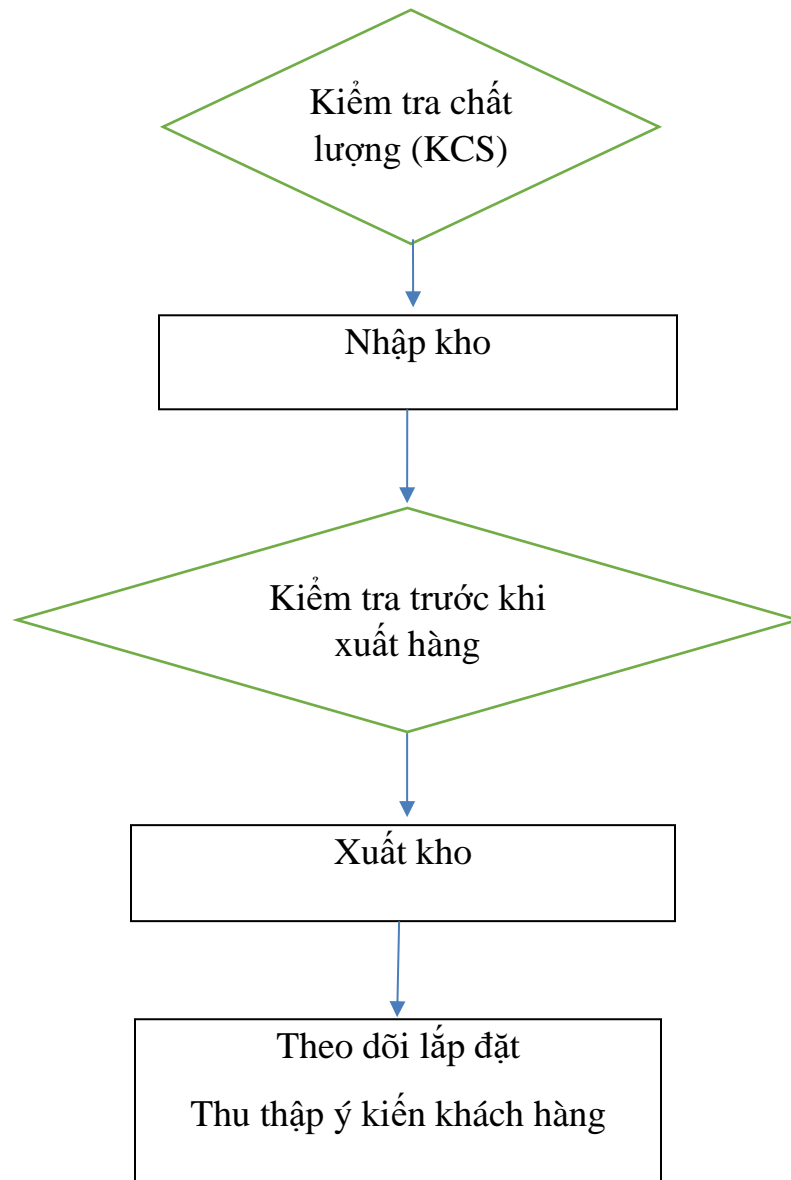 Kiểm tra chất
lượng (KCS)
Nhập kho
Kiểm tra trước khi
xuất hàng
Xuất kho
Theo dõi lắp đặt
Thu thập ý kiến khách hàng